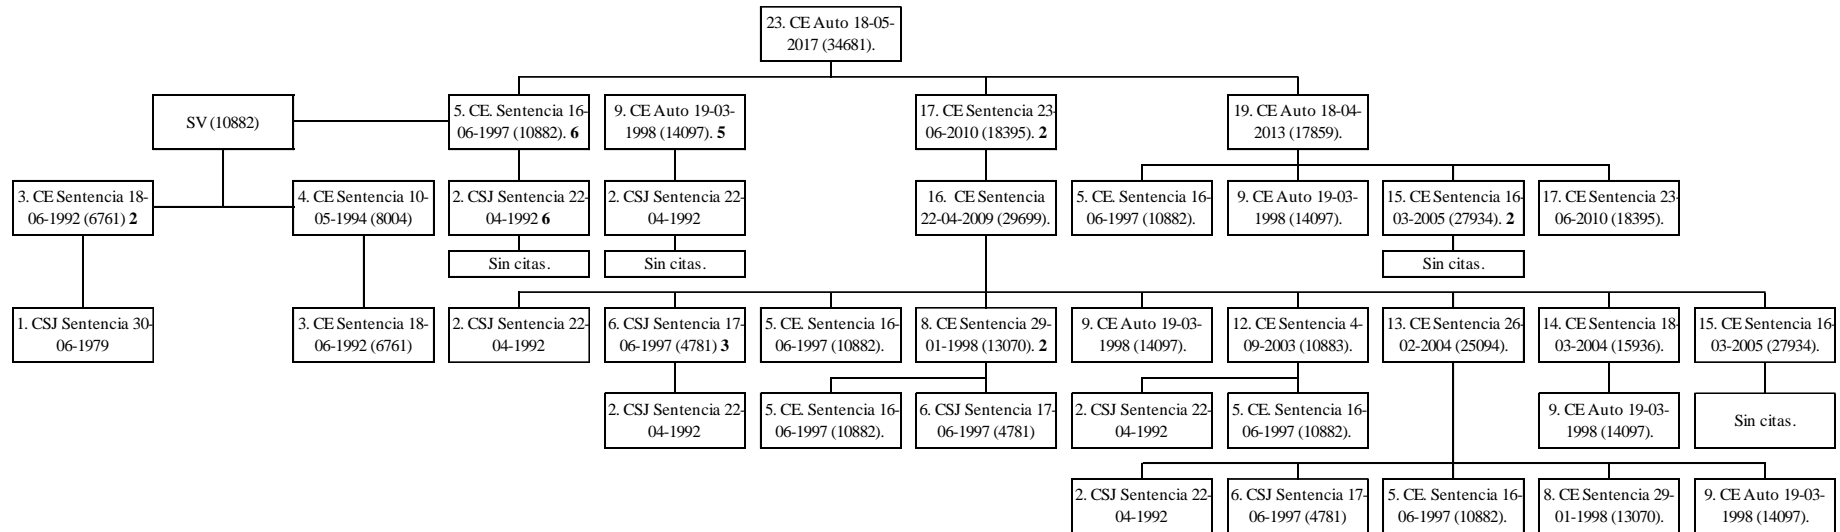 23. CE Auto 18-05-
2017 (34681).
SV (10882)
5. CE. Sentencia 16-
06-1997 (10882). 6
9. CE Auto 19-03-
1998 (14097). 5
17. CE Sentencia 23-
06-2010 (18395). 2
19. CE Auto 18-04-
2013 (17859).
3. CE Sentencia 18-
06-1992 (6761) 2
4. CE Sentencia 10-
05-1994 (8004)
2. CSJ Sentencia 22-
04-1992 6
2. CSJ Sentencia 22-
04-1992
16. CE Sentencia
22-04-2009 (29699).
5. CE. Sentencia 16-
06-1997 (10882).
9. CE Auto 19-03-
1998 (14097).
15. CE Sentencia 16-
03-2005 (27934). 2
17. CE Sentencia 23-
06-2010 (18395).
Sin citas.
Sin citas.
Sin citas.
1. CSJ Sentencia 30-
06-1979
3. CE Sentencia 18-
06-1992 (6761)
2. CSJ Sentencia 22-
04-1992
6. CSJ Sentencia 17-
06-1997 (4781) 3
5. CE. Sentencia 16-
06-1997 (10882).
8. CE Sentencia 29-
01-1998 (13070). 2
9. CE Auto 19-03-
1998 (14097).
12. CE Sentencia 4-
09-2003 (10883).
13. CE Sentencia 26-
02-2004 (25094).
14. CE Sentencia 18-
03-2004 (15936).
15. CE Sentencia 16-
03-2005 (27934).
2. CSJ Sentencia 22-
04-1992
5. CE. Sentencia 16-
06-1997 (10882).
6. CSJ Sentencia 17-
06-1997 (4781)
2. CSJ Sentencia 22-
04-1992
5. CE. Sentencia 16-
06-1997 (10882).
9. CE Auto 19-03-
1998 (14097).
Sin citas.
2. CSJ Sentencia 22-
04-1992
6. CSJ Sentencia 17-
06-1997 (4781)
5. CE. Sentencia 16-
06-1997 (10882).
8. CE Sentencia 29-
01-1998 (13070).
9. CE Auto 19-03-
1998 (14097).